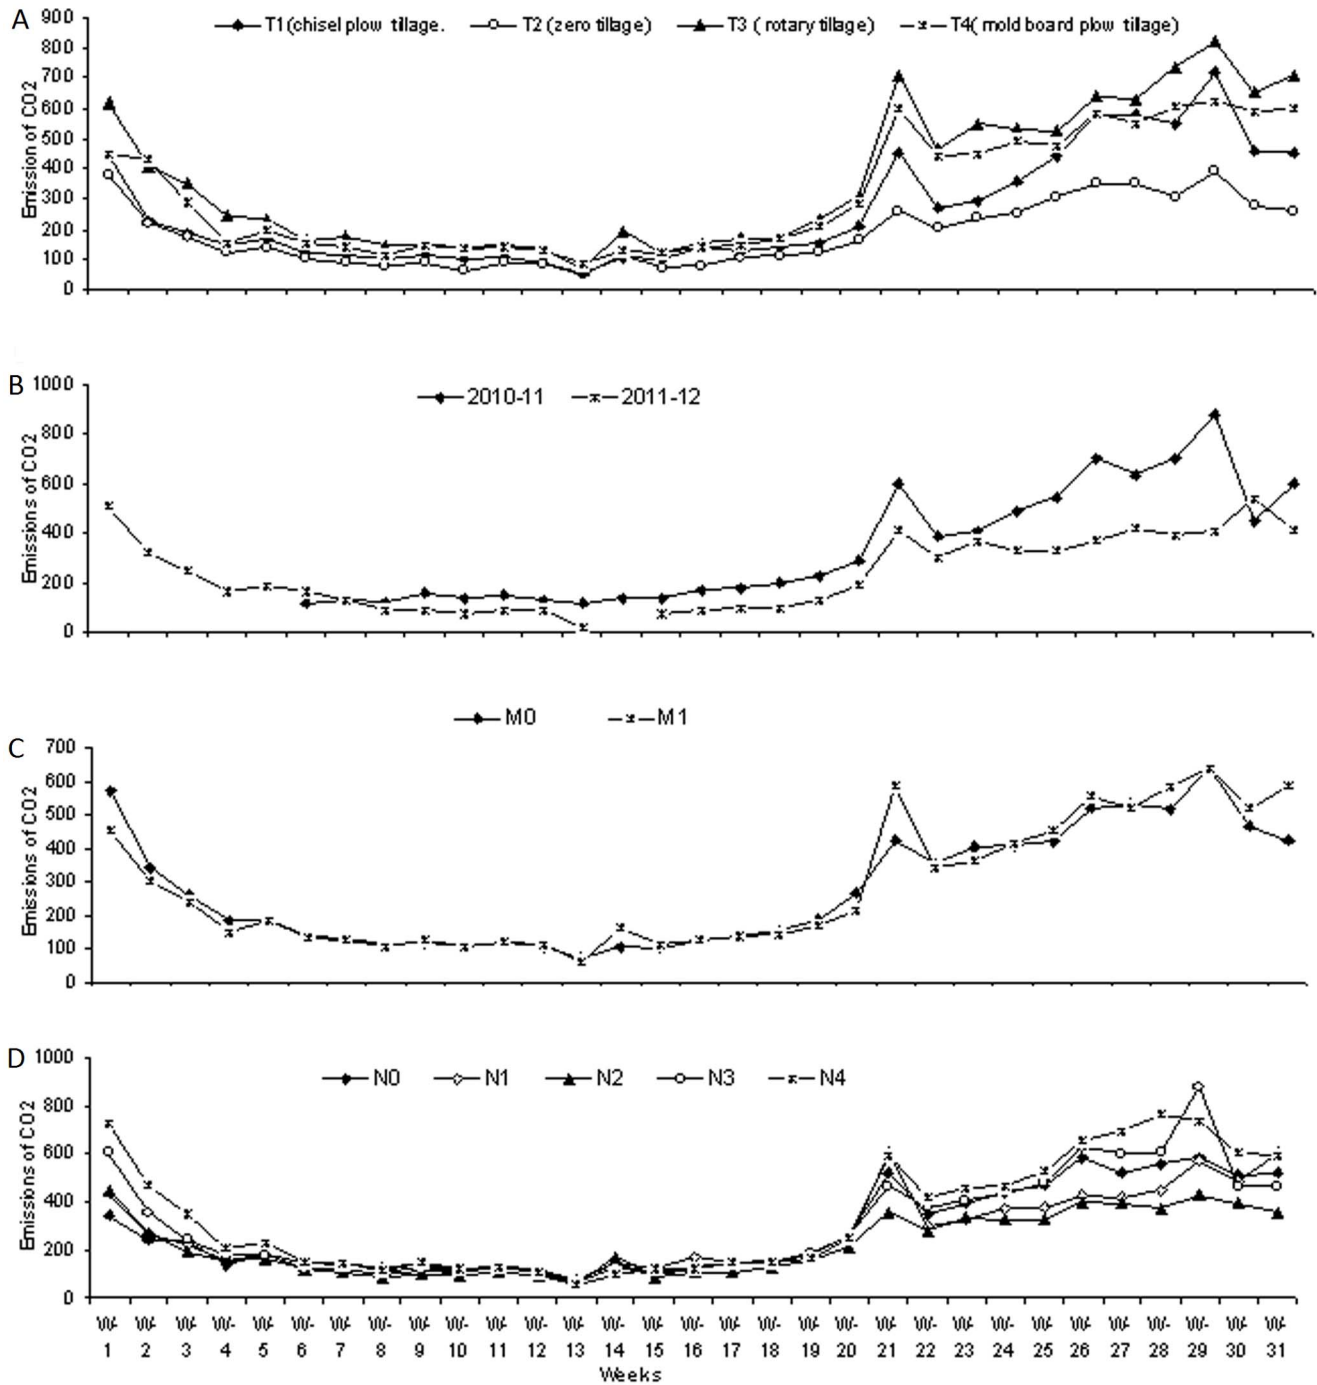 A
T1(chisel plow tillage.
T2 (zero tillage)
T3 ( rotary tillage)
T4( mold board plow tillage)
Emission of CO2
900
800
700
600
500
400
300
200
100
0
B
2010-11
2011-12
Emissions of CO2
1000
800
600
400
200
0
M0
M1
C
Emissions of CO2
700
600
500
400
300
200
100
0
D
N0
N1
N2
N3
N4
Emissions of CO2
1000
800
600
400
200
0
W- W- W- W- W- W- W- W- W- W- W- W- W- W- W- W- W- W- W- W- W- W- W- W- W- W- W- W- W- W- W-
1 2 3 4 5 6 7 8 9 10 11 12 13 14 15 16 17 18 19 20 21 22 23 24 25 26 27 28 29 30 31
Weeks